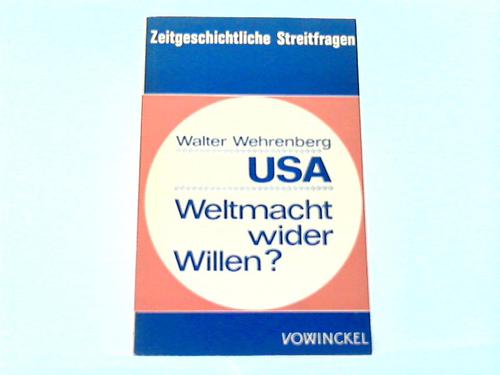 Zeitgeschichtliche Streitfragen
Walter Wehrenberg
USA
Weltmacht
wider
Willen?
VOWINCKEL